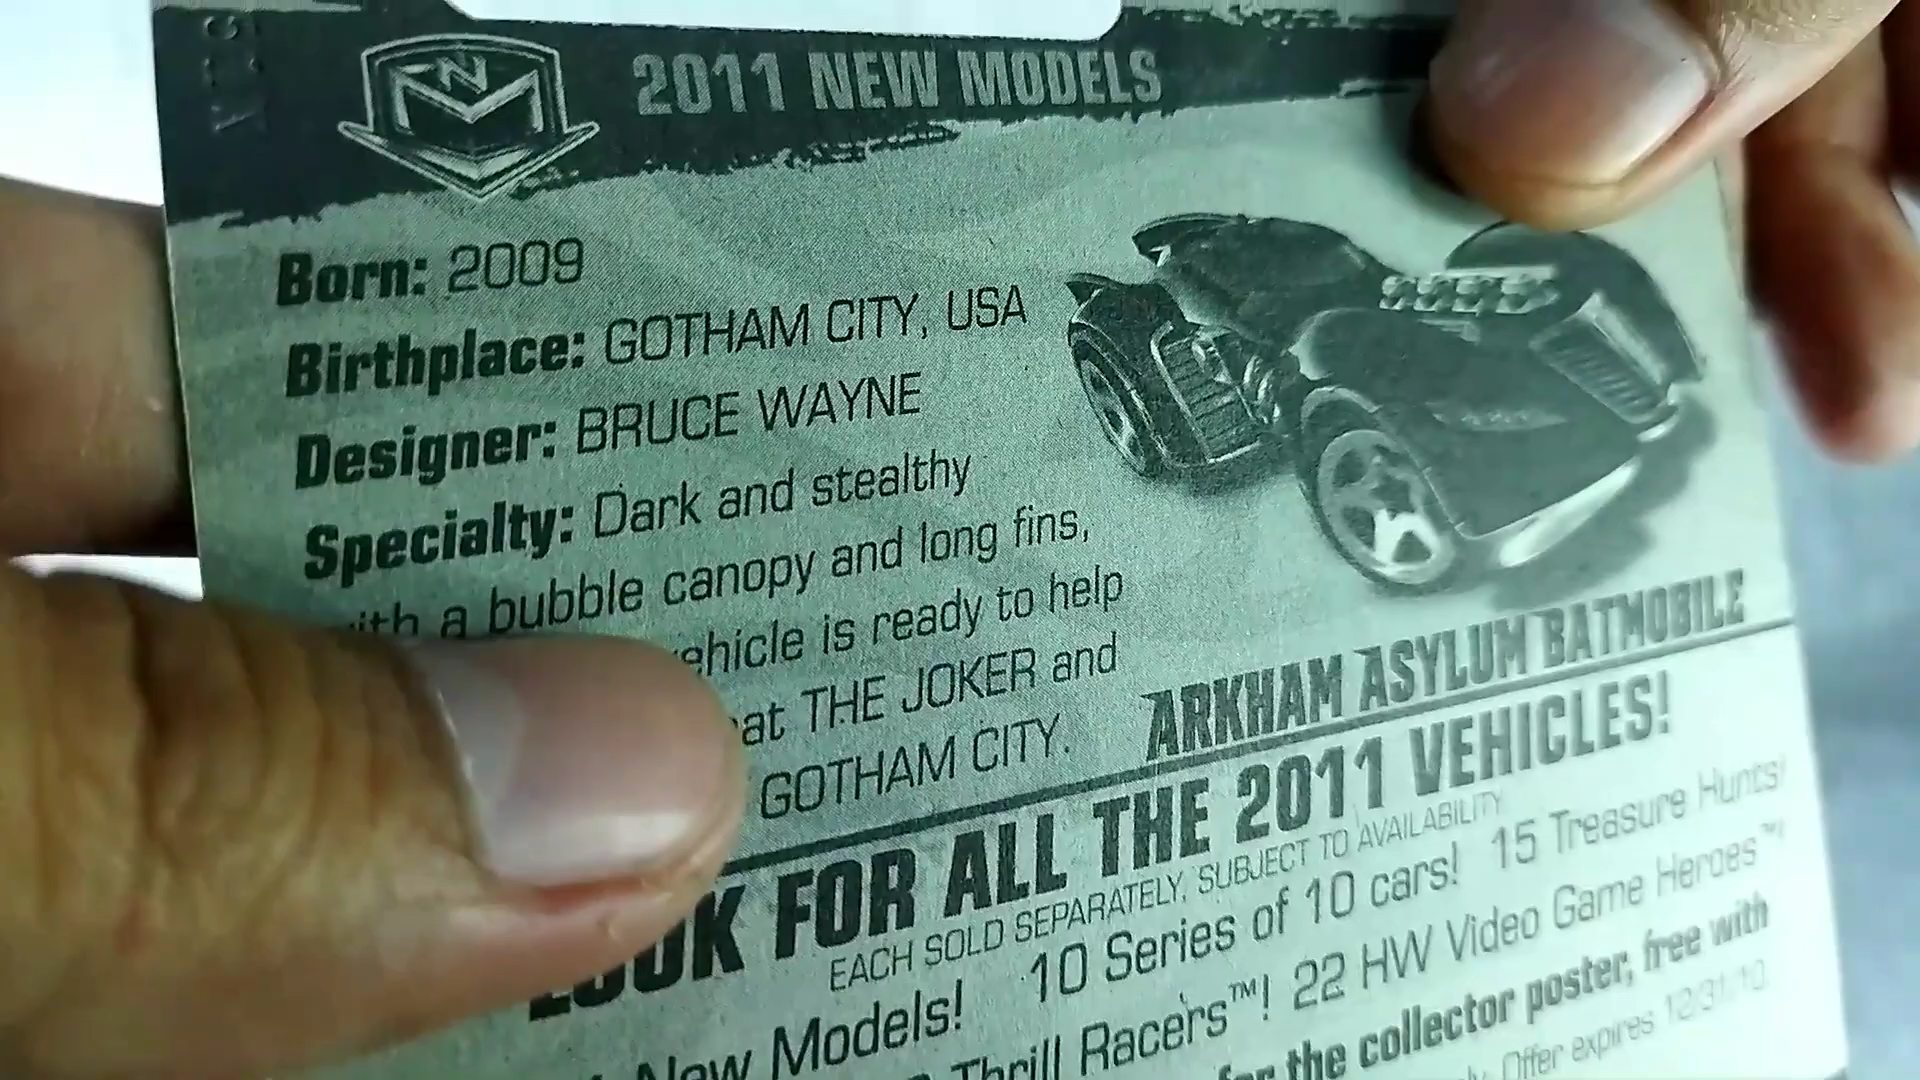 2011 NEW MODELS
Born: 2009
Birthplace: GOTHAM CITY, USA
Designer: BRUCE WAYNE
Specialty: Dark and stealthy
a bubble canopy and long fins,
is ready to help
THE JOKER and
GOTHAM CITY.
ARKHAM ASYLUM BATMOBILE
LOOK FOR ALL THE 2011 VEHICLES!
EACH SOLD SEPARATELY, SUBJECT TO AVAILABILITY.
New Models! 10 Series of 10 cars! 15 Treasure Hunts!
Thrill Racers™! 22 HW Video Game Heroes™!
for the collector poster, free with
Offer expires 12/31/10.